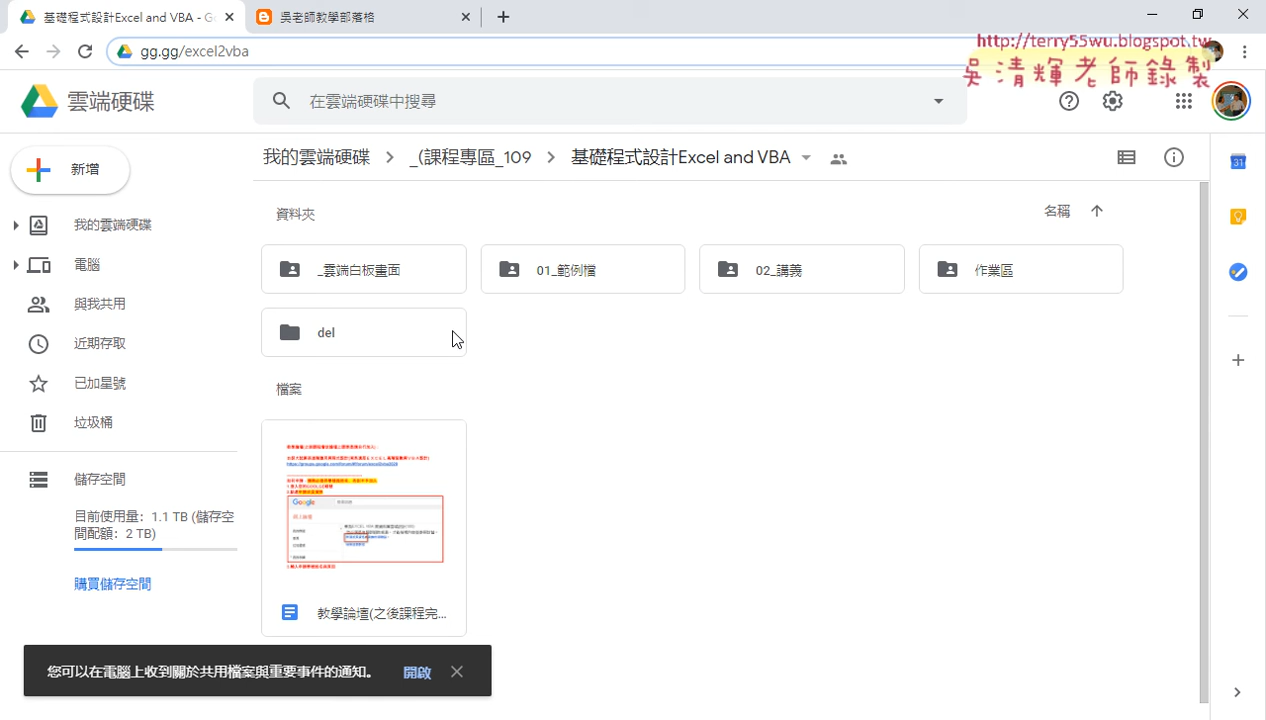 基礎程式設計Excel and VBA - G
吳老師教學部落格
gg.gg/excel2vba
http://terry55wu.blogspot.tw
吳清輝老師錄製
雲端硬碟
在雲端硬碟中搜尋
新增
我的雲端硬碟
電腦
與我共用
近期存取
已加星號
垃圾桶
儲存空間
目前使用量：1.1 TB (儲存空
間配額：2 TB)
購買儲存空間
我的雲端硬碟
_(課程專區_109
基礎程式設計Excel and VBA
資料夾
名稱
_雲端白板畫面
01_範例檔
02_講義
作業區
del
檔案
Google
教學論壇(之後課程完...
31
您可以在電腦上收到關於共用檔案與重要事件的通知。
開啟